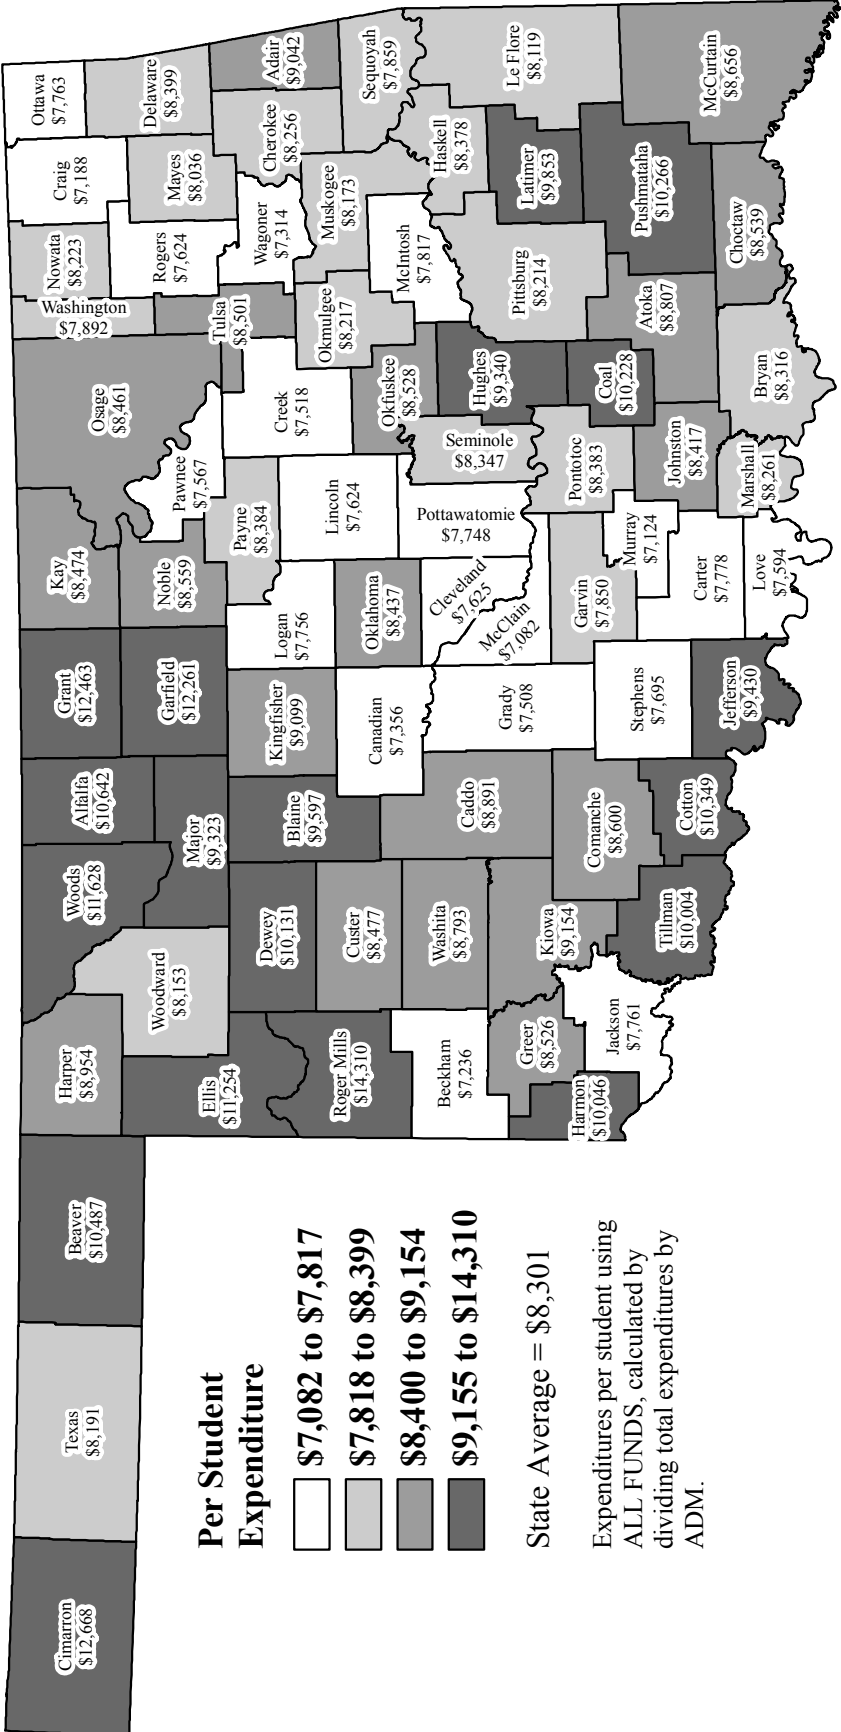 Cimarron
$12,668
Texas
$8,191
Beaver
$10,487
Harper
$8,954
Woods
$11,628
Alfalfa
$10,642
Grant
$12,463
Kay
$8,474
Osage
$8,461
Washington
$7,892
Nowata
$8,223
Craig
$7,188
Ottawa
$7,763
Ellis
$11,254
Woodward
$8,153
Major
$9,323
Garfield
$12,261
Noble
$8,559
Pawnee
$7,567
Tulsa
$8,501
Rogers
$7,624
Mayes
$8,036
Delaware
$8,399
Roger Mills
$14,310
Dewey
$10,131
Blaine
$9,597
Kingfisher
$9,099
Logan
$7,756
Payne
$8,384
Creek
$7,518
Wagoner
$7,314
Cherokee
$8,256
Adair
$9,042
Custer
$8,477
Canadian
$7,356
Oklahoma
$8,437
Lincoln
$7,624
Okfuskee
$8,528
Okmulgee
$8,217
Muskogee
$8,173
Sequoyah
$7,859
Beckham
$7,236
Washita
$8,793
Caddo
$8,891
Grady
$7,508
McClain
$7,082
Cleveland
$7,625
Pottawatomie
$7,748
Seminole
$8,347
Hughes
$9,340
McIntosh
$7,817
Haskell
$8,378
Le Flore
$8,119
Harmon
$10,046
Greer
$8,526
Kiowa
$9,154
Jackson
$7,761
Tillman
$10,004
Comanche
$8,600
Cotton
$10,349
Stephens
$7,695
Jefferson
$9,430
Garvin
$7,850
Murray
$7,124
Carter
$7,778
Love
$7,594
Pontotoc
$8,383
Johnston
$8,417
Marshall
$8,261
Coal
$10,228
Atoka
$8,807
Bryan
$8,316
Pittsburg
$8,214
Latimer
$9,853
Pushmataha
$10,266
Choctaw
$8,539
McCurtain
$8,656
Per Student
Expenditure
$7,082 to $7,817
$7,818 to $8,399
$8,400 to $9,154
$9,155 to $14,310
State Average = $8,301
Expenditures per student using
ALL FUNDS, calculated by
dividing total expenditures by
ADM.